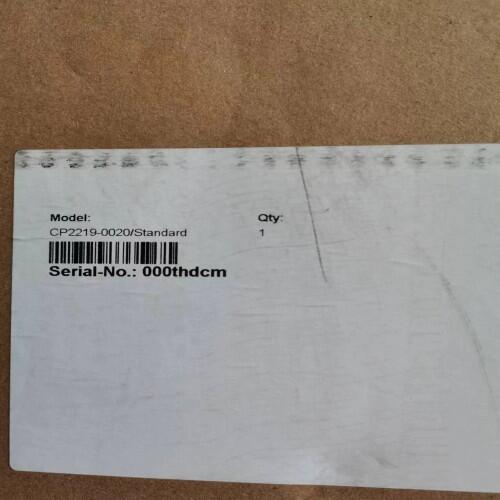 Model: Qty:
CP2219-0020/Standard 1
Serial-No.: 000thdcm